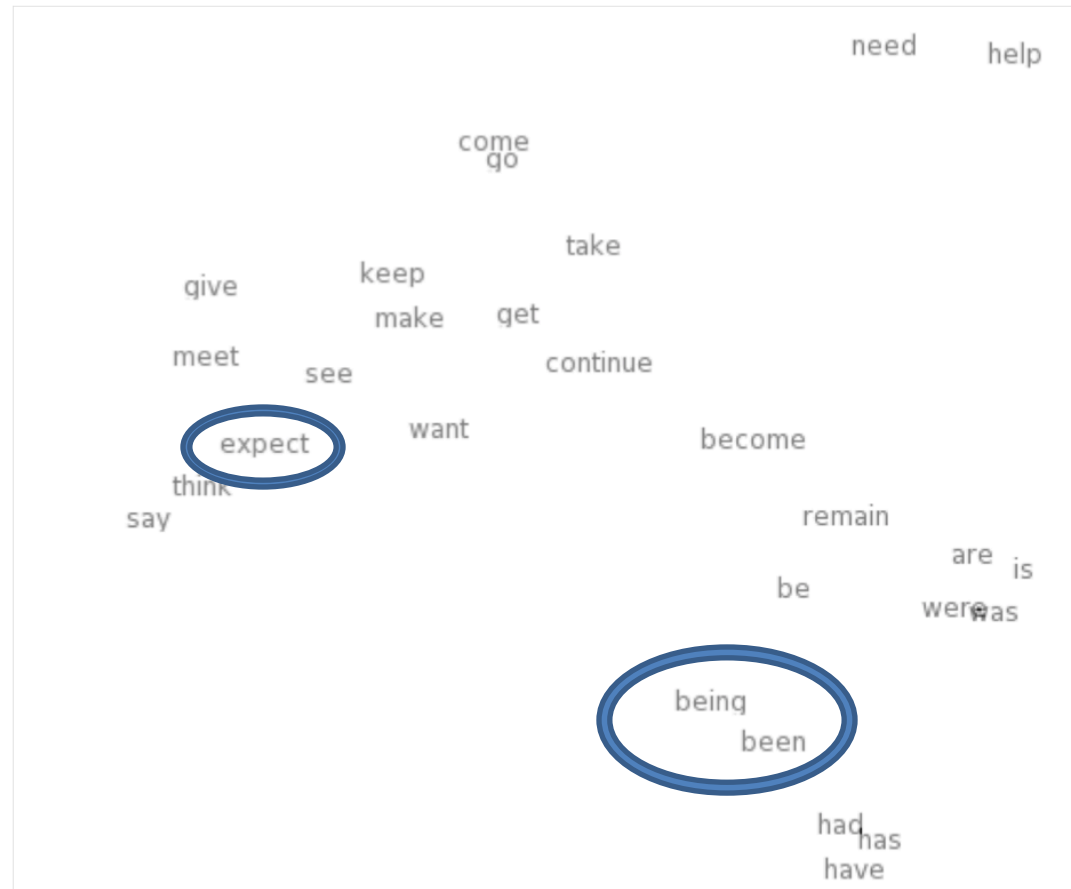 need
help
come
go
take
keep
give
make
get
meet
continue
see
want
become
expect
think
say
remain
are
is
be
were
was
being
been
had
has
have